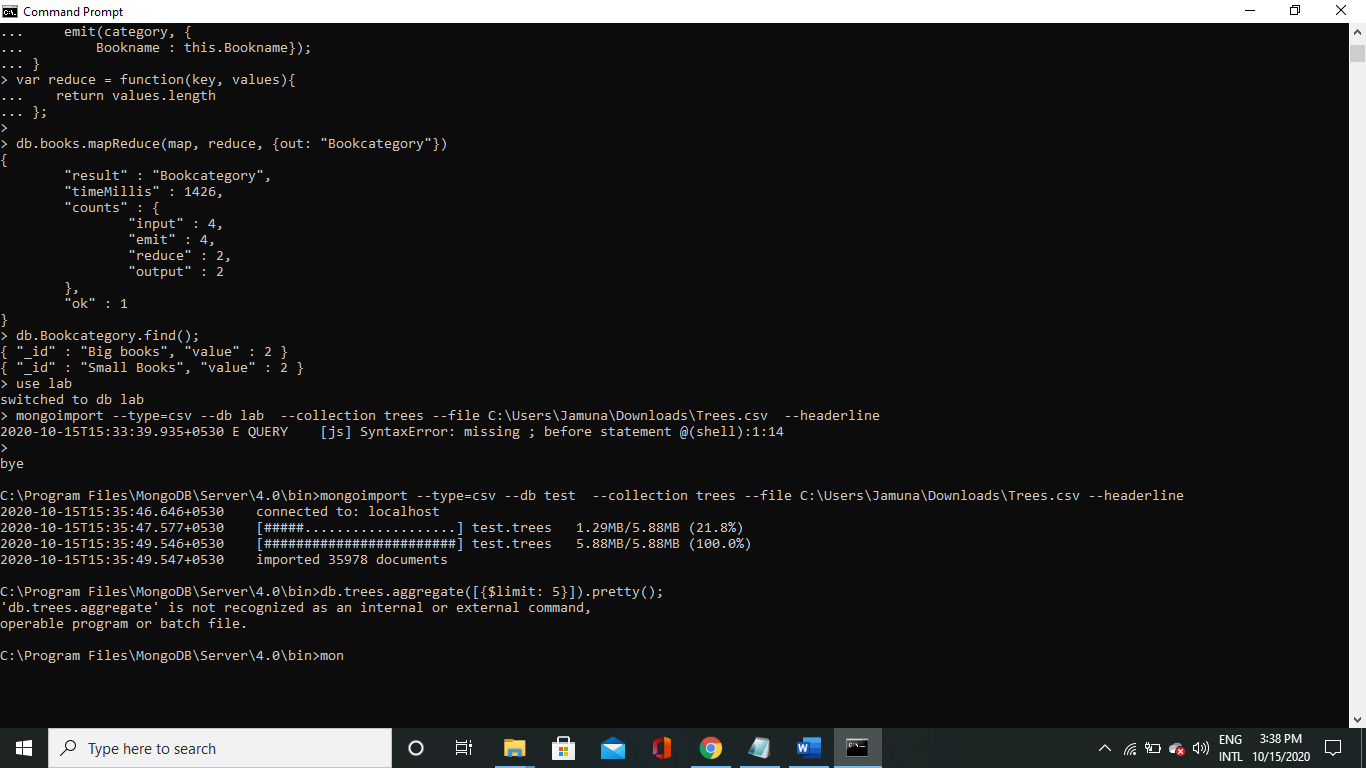 Command Prompt
...     emit(category, {
...         Bookname : this.Bookname});
... }
> var reduce = function(key, values){
...    return values.length
... };
>
> db.books.mapReduce(map, reduce, {out: "Bookcategory"})
{
        "result" : "Bookcategory",
        "timeMillis" : 1426,
        "counts" : {
                "input" : 4,
                "emit" : 4,
                "reduce" : 2,
                "output" : 2
        },
        "ok" : 1
}
> db.Bookcategory.find();
{ "_id" : "Big books", "value" : 2 }
{ "_id" : "Small Books", "value" : 2 }
> use lab
switched to db lab
> mongoimport --type=csv --db lab  --collection trees --file C:\Users\Jamuna\Downloads\Trees.csv  --headerline
2020-10-15T15:33:39.935+0530 E QUERY    [js] SyntaxError: missing ; before statement @(shell):1:14
>
bye
C:\Program Files\MongoDB\Server\4.0\bin>mongoimport --type=csv --db test  --collection trees --file C:\Users\Jamuna\Downloads\Trees.csv --headerline
2020-10-15T15:35:46.646+0530    connected to: localhost
2020-10-15T15:35:47.577+0530    [#####...................] test.trees   1.29MB/5.88MB (21.8%)
2020-10-15T15:35:49.546+0530    [########################] test.trees   5.88MB/5.88MB (100.0%)
2020-10-15T15:35:49.547+0530    imported 35978 documents
C:\Program Files\MongoDB\Server\4.0\bin>db.trees.aggregate([{$limit: 5}]).pretty();
'db.trees.aggregate' is not recognized as an internal or external command,
operable program or batch file.
C:\Program Files\MongoDB\Server\4.0\bin>mon
Type here to search
ENG
INTL
3:38 PM
10/15/2020